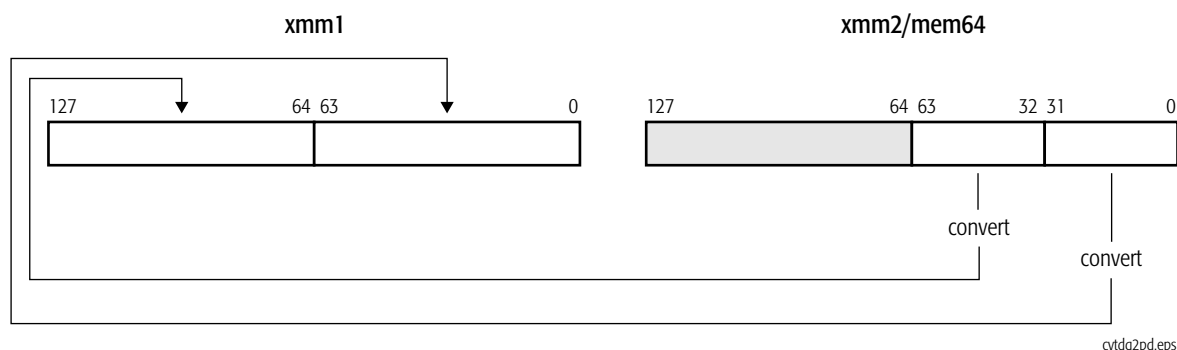 xmm1 xmm2/mem64
127 64 63 0 127 64 63 32 31 0
convert
convert
cvtdq2pd.eps